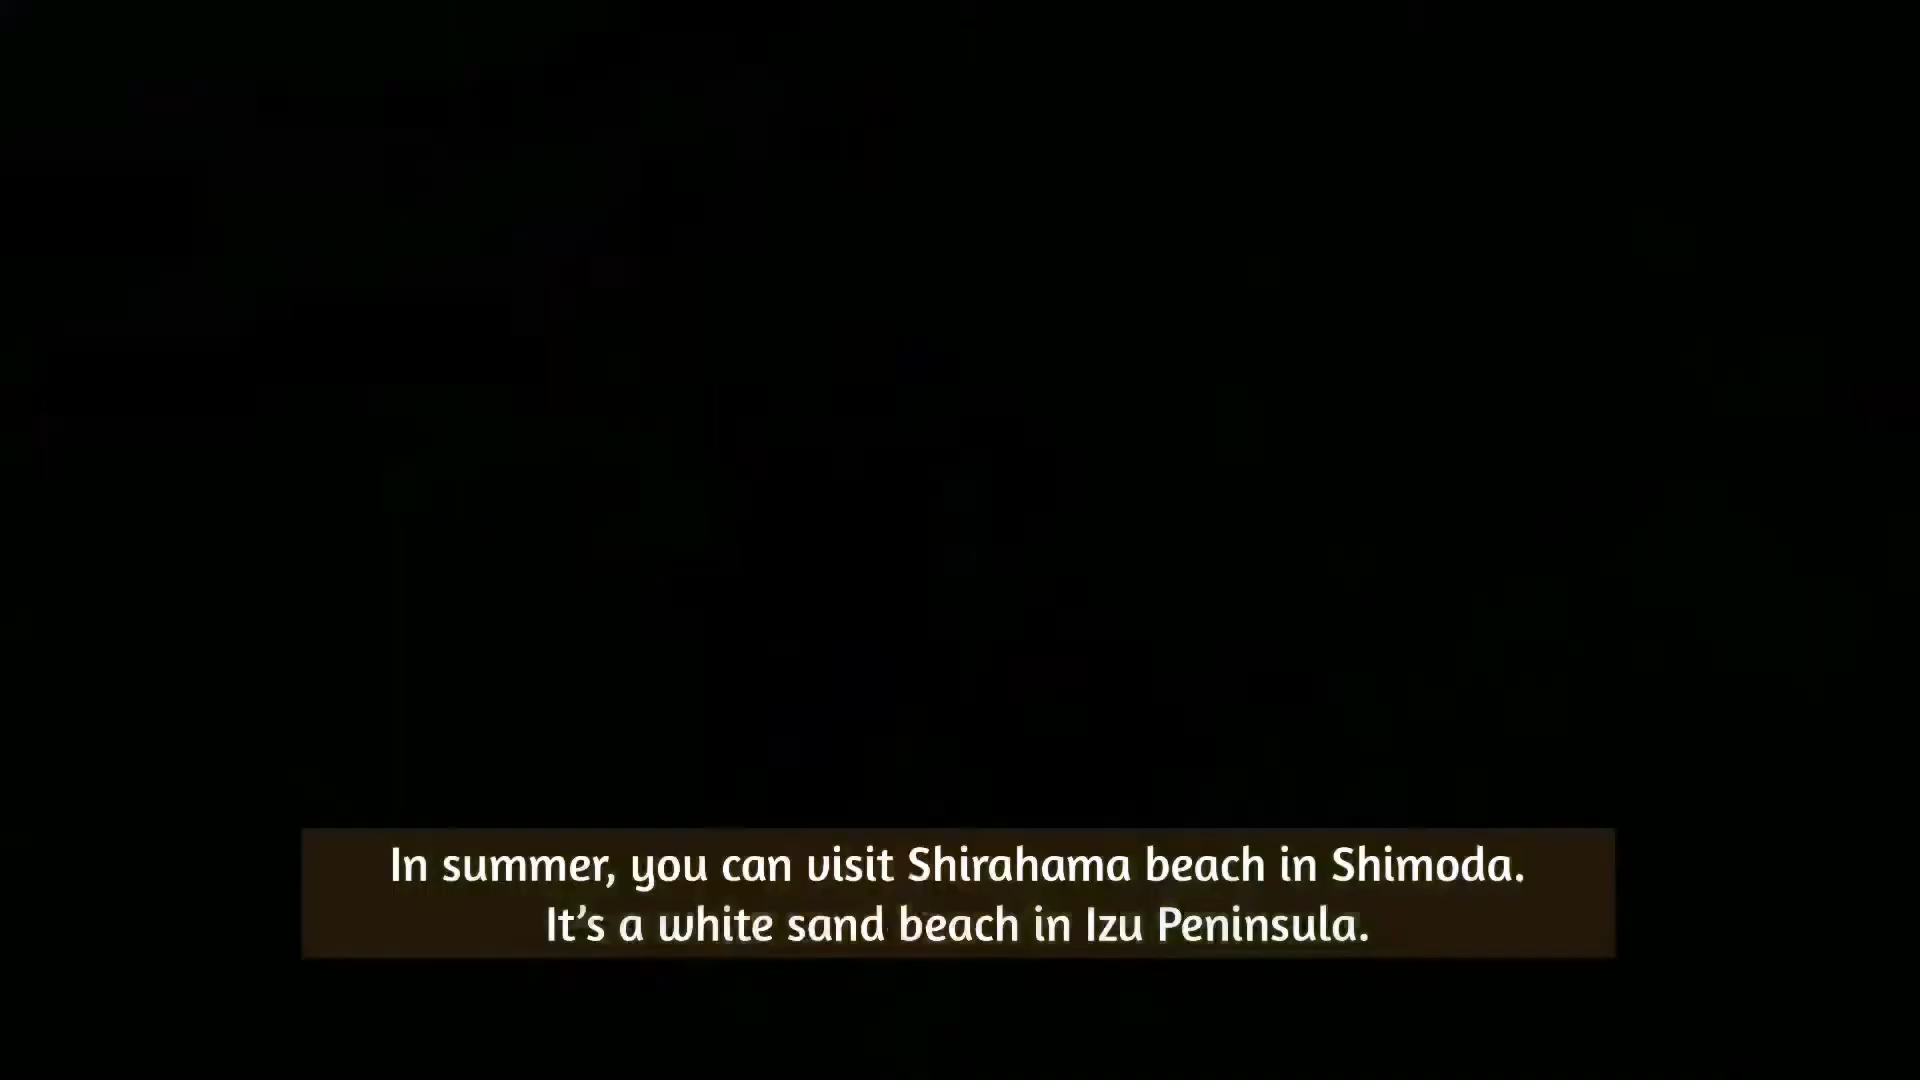 In summer, you can visit Shirahama beach in Shimoda.
It’s a white sand beach in Izu Peninsula.